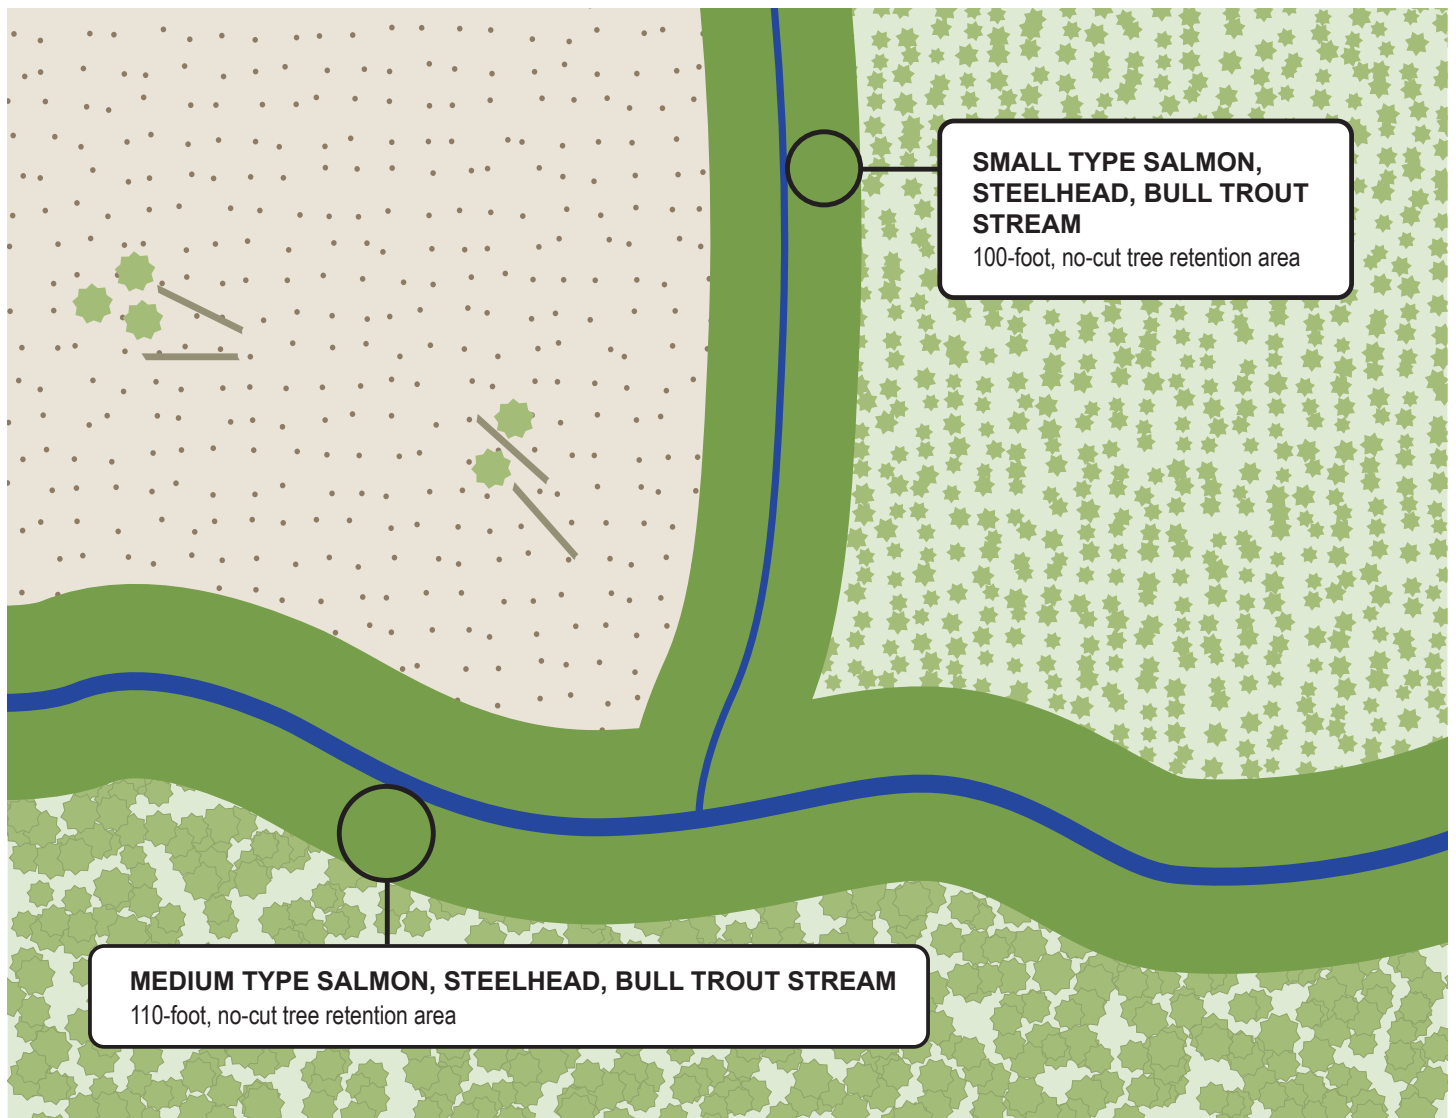 SMALL TYPE SALMON,
STEELHEAD, BULL TROUT
STREAM
100-foot, no-cut tree retention area
MEDIUM TYPE SALMON, STEELHEAD, BULL TROUT STREAM
110-foot, no-cut tree retention area